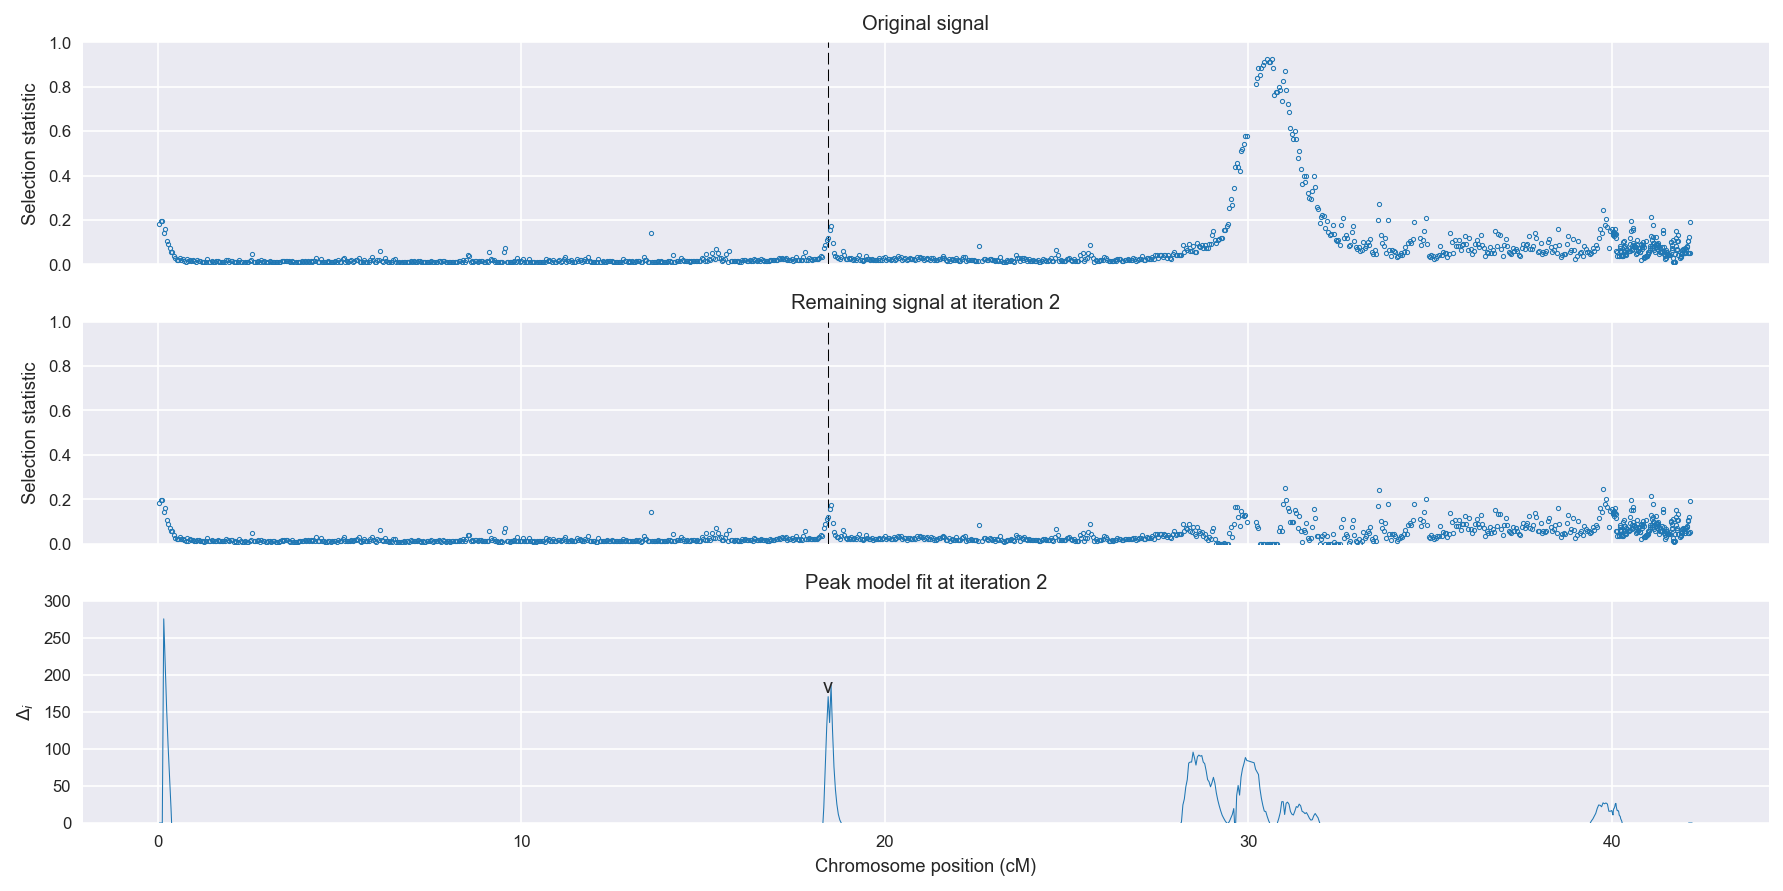 Original signal
1.0
0.8
0.6
0.4
0.2
0.0
Selection statistic
Remaining signal at iteration 2
1.0
0.8
0.6
0.4
0.2
0.0
Selection statistic
Peak model fit at iteration 2
300
250
200
150
100
50
0
Δi
v
0 10 20 30 40
Chromosome position (cM)